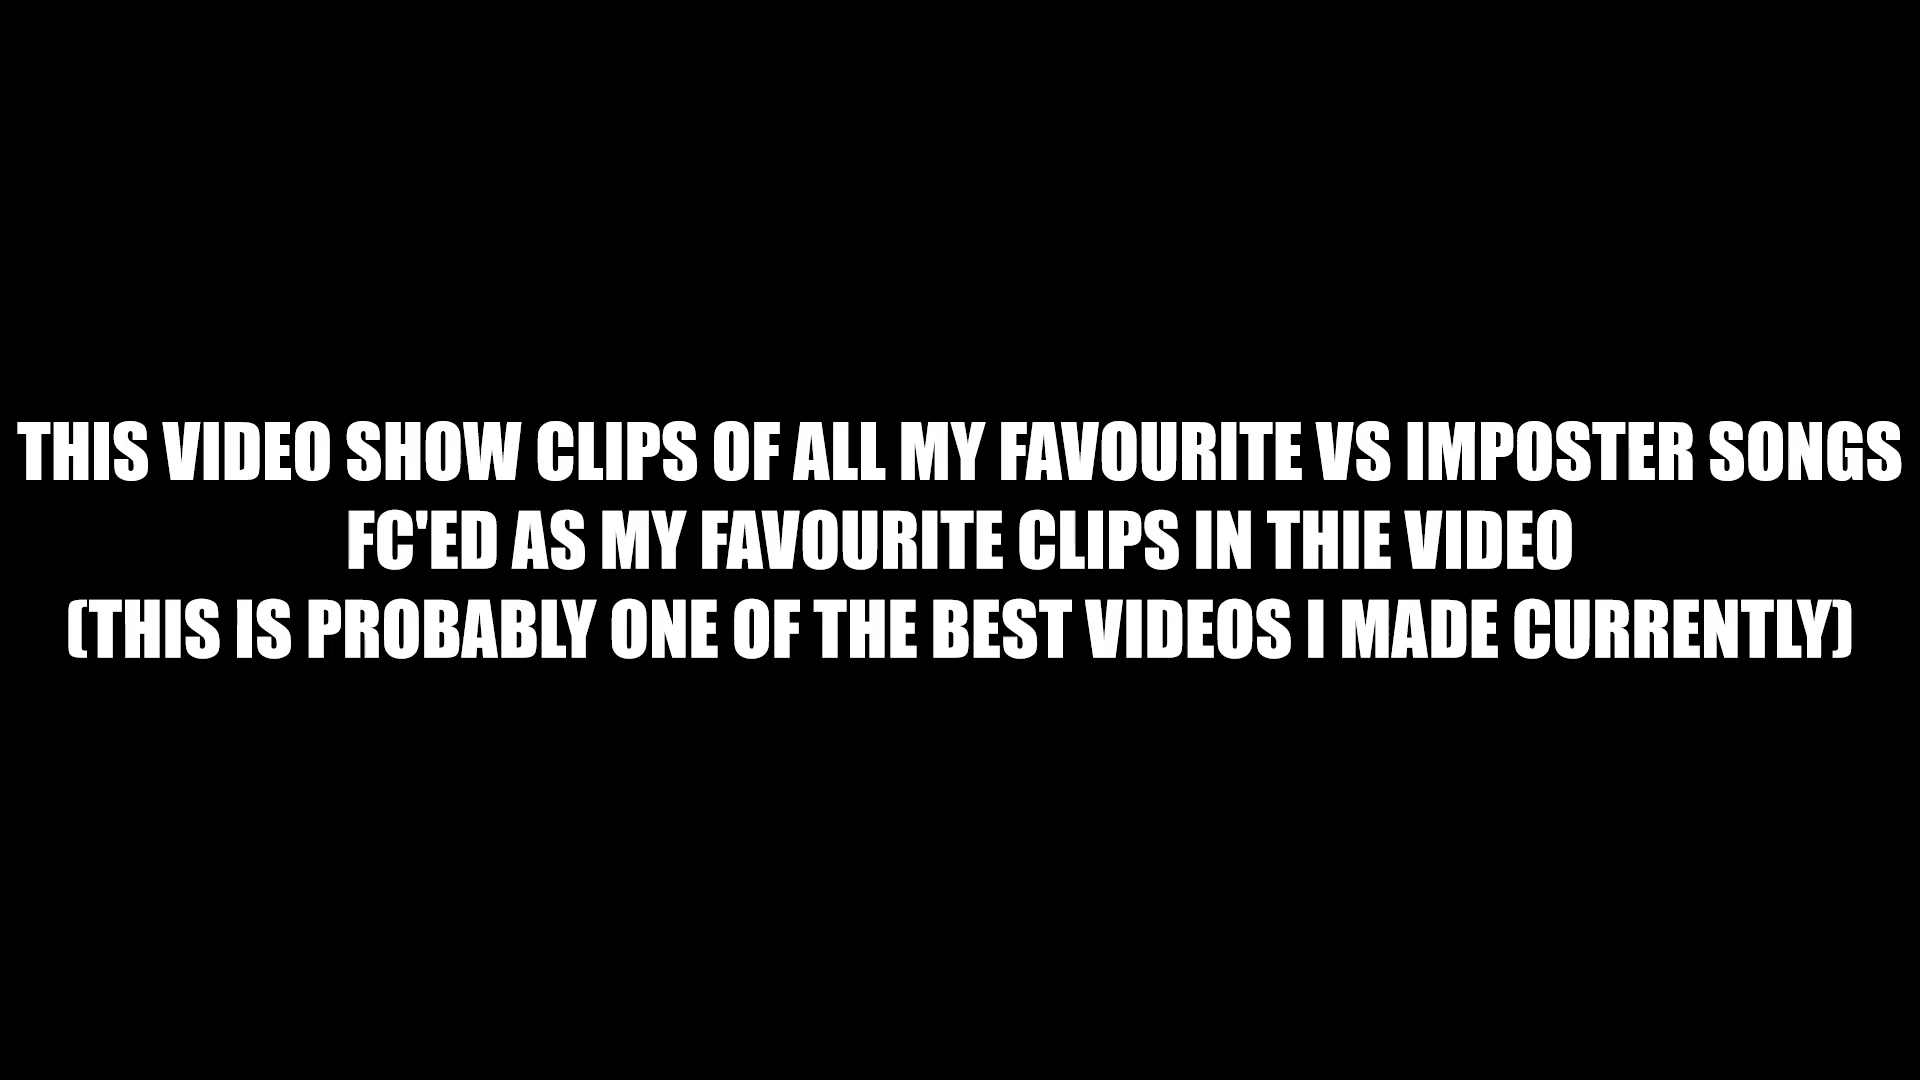 THIS VIDEO SHOW CLIPS OF ALL MY FAVOURITE VS IMPOSTER SONGS
FC'ED AS MY FAVOURITE CLIPS IN THIE VIDEO
(THIS IS PROBABLY ONE OF THE BEST VIDEOS I MADE CURRENTLY)